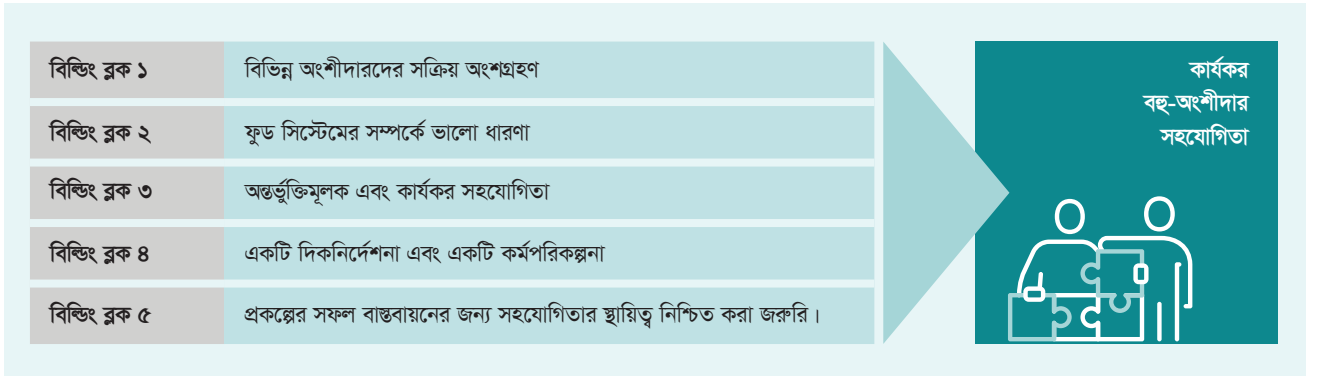 বিল্ডিং ব্লক ১ বিভিন্ন অংশীদারদের সক্রিয় অংশগ্রহণ
বিল্ডিং ব্লক ২ ফুড সিস্টেমের সম্পর্কে ভালো ধারণা
বিল্ডিং ব্লক ৩ অন্তর্ভুক্তিমূলক এবং কার্যকর সহযোগিতা
বিল্ডিং ব্লক ৪ একটি দিকনির্দেশনা এবং একটি কর্মপরিকল্পনা
বিল্ডিং ব্লক ৫ প্রকল্পের সফল বাস্তবায়নের জন্য সহযোগিতার স্থায়িত্ব নিশ্চিত করা জরুরি।
কার্যকর
বহু-অংশীদার
সহযোগিতা